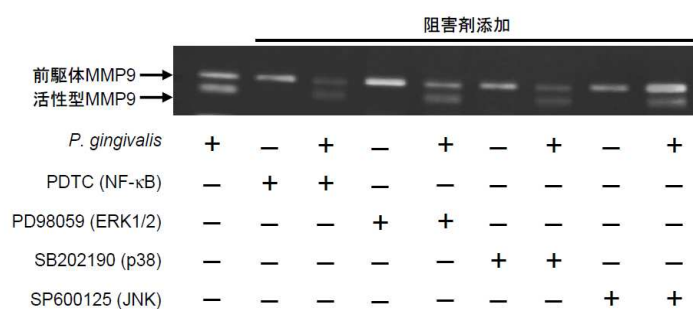 阻害剤添加
前駆体MMP9
活性型MMP9
P. gingivalis + − + − + − + − +
PDTC (NF-κB) − + + − − − − − −
PD98059 (ERK1/2) − − − + + − − − −
SB202190 (p38) − − − − − + + − −
SP600125 (JNK) − − − − − − − + +